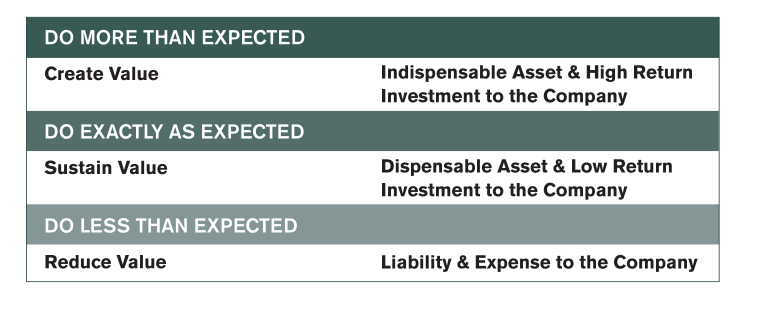 DO MORE THAN EXPECTED
Create Value
Indispensable Asset & High Return
Investment to the Company
DO EXACTLY AS EXPECTED
Sustain Value
Dispensable Asset & Low Return
Investment to the Company
DO LESS THAN EXPECTED
Reduce Value
Liability & Expense to the Company